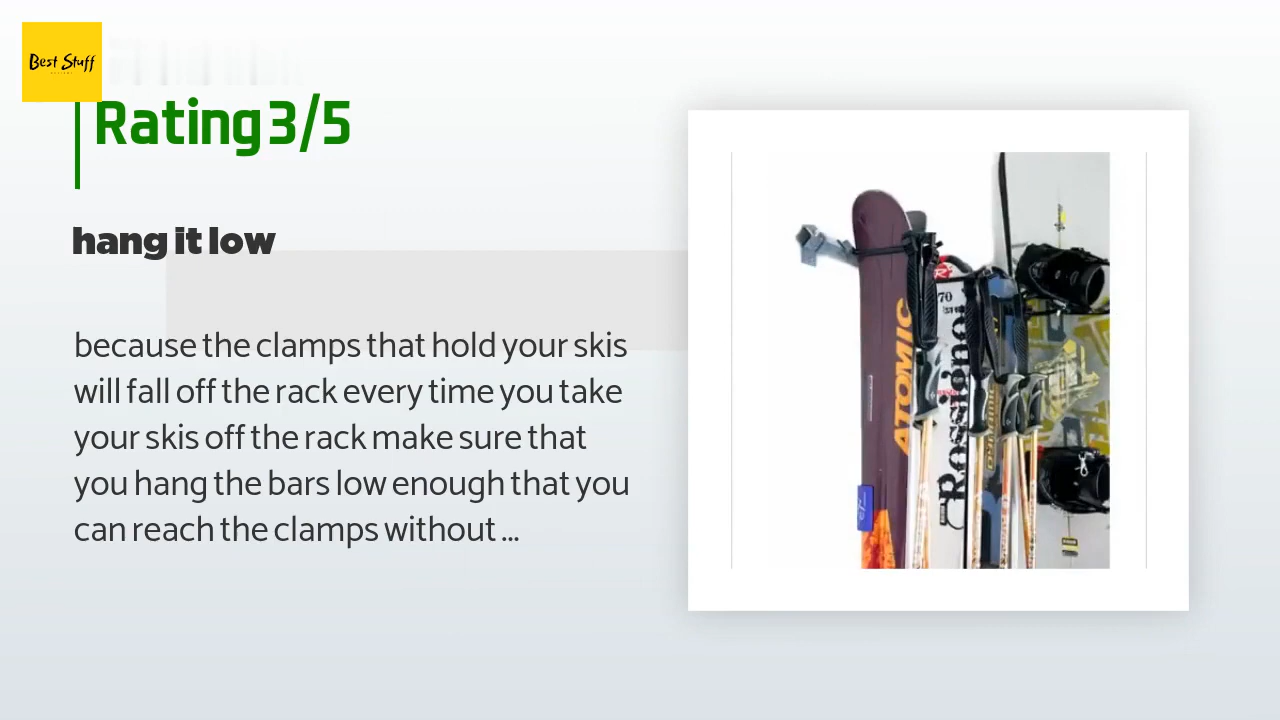 Best Stuff
Rating 3/5
hang it low
because the clamps that hold your skis
will fall off the rack every time you take
your skis off the rack make sure that
you hang the bars low enough that you
can reach the clamps without ...
ATOMIC
Rossignol
70